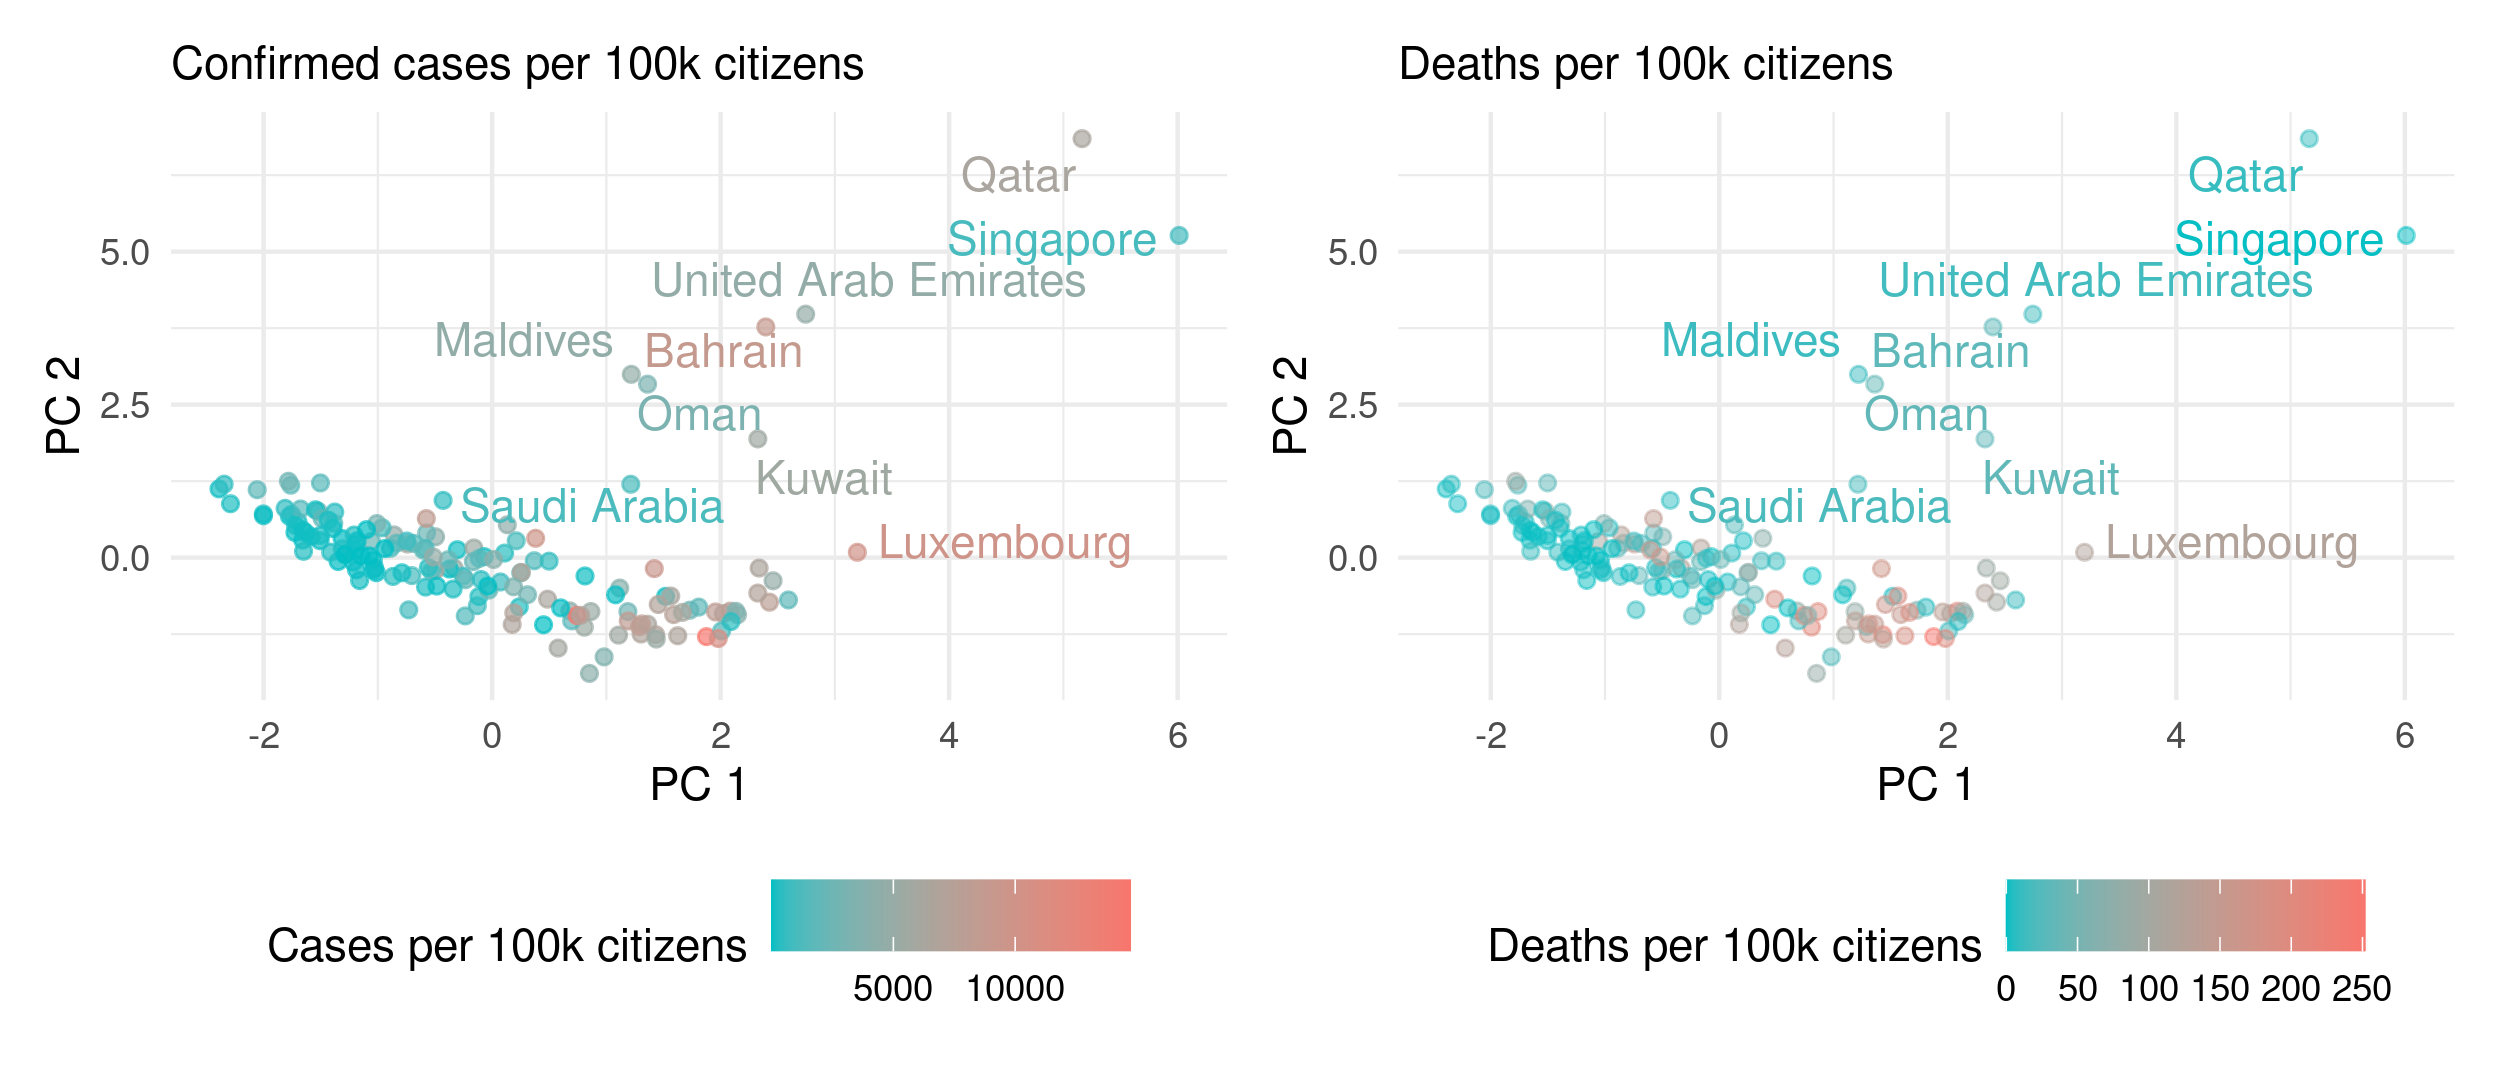 Confirmed cases per 100k citizens
Qatar
Singapore
United Arab Emirates
Maldives
Bahrain
Oman
Kuwait
Saudi Arabia
Luxembourg
5.0
2.5
0.0
PC 2
-2 0 2 4 6
PC 1
Cases per 100k citizens
5000 10000
Deaths per 100k citizens
Qatar
Singapore
United Arab Emirates
Maldives
Bahrain
Oman
Kuwait
Saudi Arabia
Luxembourg
5.0
2.5
0.0
PC 2
-2 0 2 4 6
PC 1
Deaths per 100k citizens
0 50 100 150 200 250